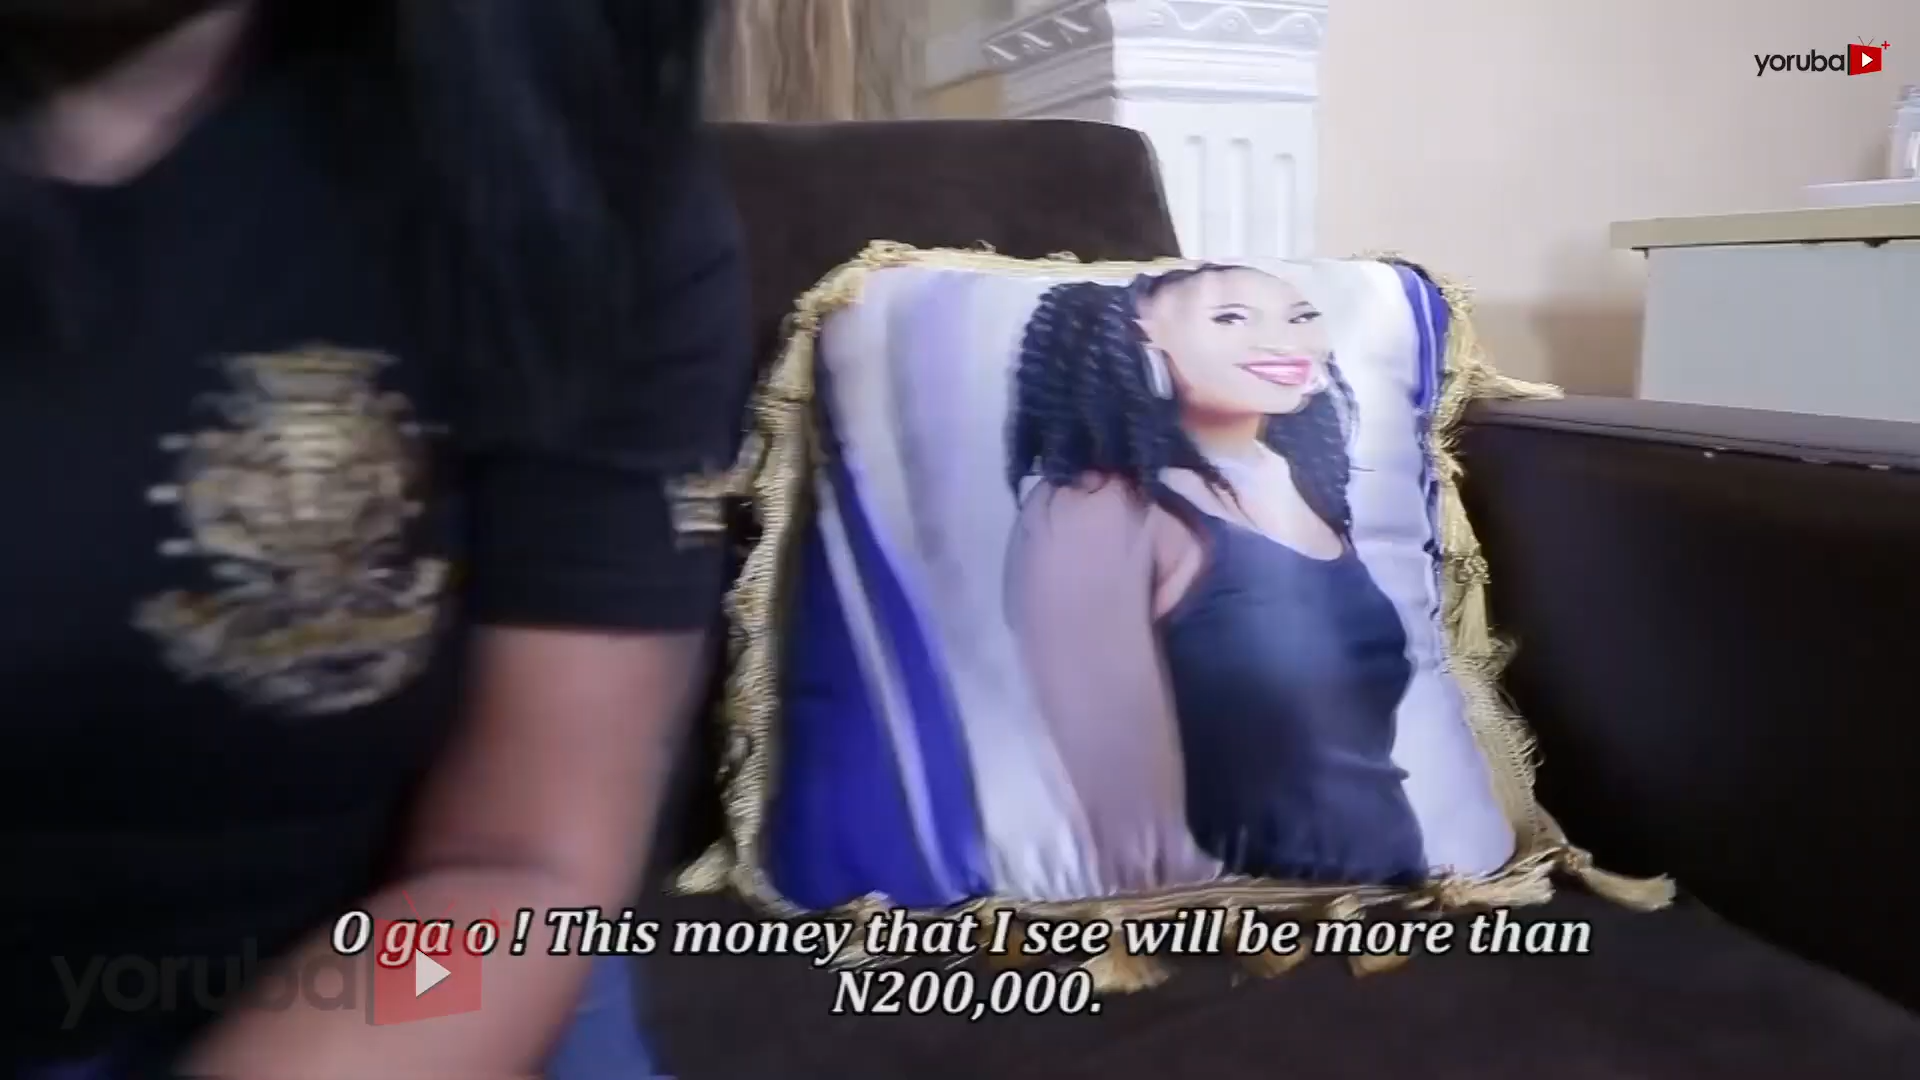 yoruba+
O ga o ! This money that I see will be more than
N200,000.
yoruba+